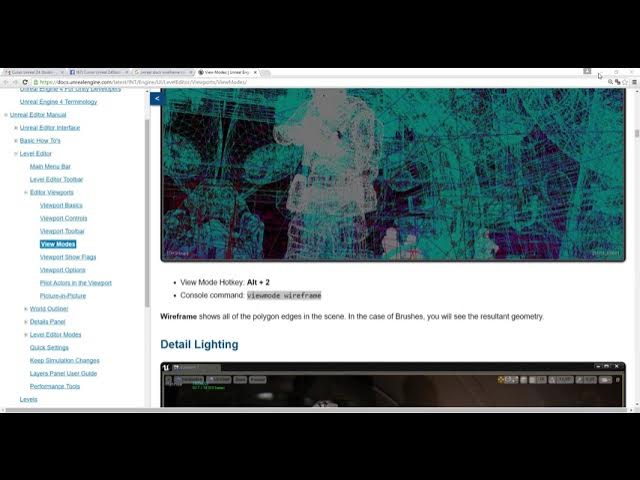 View Modes | Unreal Eng
https://docs.unrealengine.com/latest/INT/Engine/UI/LevelEditor/Viewports/ViewModes/
Unreal Engine 4 For Unity Developers
Unreal Engine 4 Terminology
Unreal Editor Manual
Unreal Editor Interface
Basic How To's
Level Editor
Main Menu Bar
Level Editor Toolbar
Editor Viewports
Viewport Basics
Viewport Controls
Viewport Toolbar
View Modes
Viewport Show Flags
Viewport Options
Pilot Actors in the Viewport
Picture-in-Picture
World Outliner
Details Panel
Level Editor Modes
Quick Settings
Keep Simulation Changes
Layers Panel User Guide
Performance Tools
Levels
<
View Mode Hotkey: Alt + 2
Console command: viewmode wireframe
Wireframe shows all of the polygon edges in the scene. In the case of Brushes, you will see the resultant geometry.
Detail Lighting